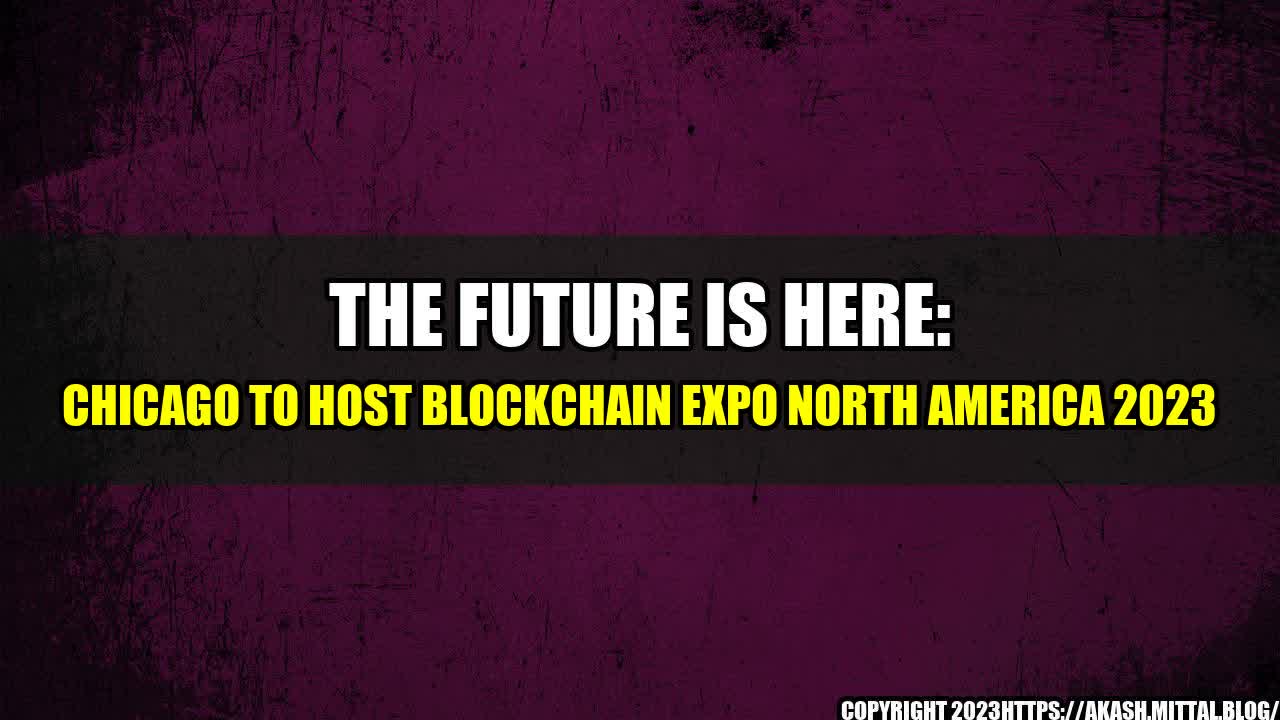 THE FUTURE IS HERE:
CHICAGO TO HOST BLOCKCHAIN EXPO NORTH AMERICA 2023
COPYRIGHT 2023HTTPS://AKASH.MITTAL.BLOG/